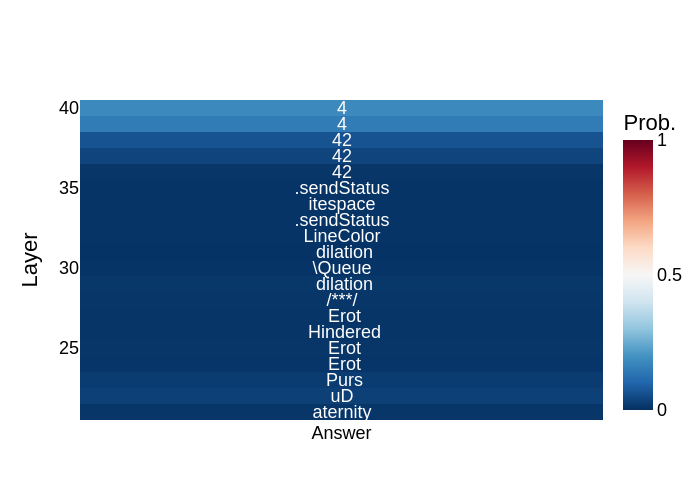 Prob.
40
4
1
4
42
42
42
35
.sendStatus
itespace
.sendStatus
LineColor
dilation
30
\Queue
0.5
dilation
/***/
Erot
Hindered
25
Erot
Erot
Purs
uD
aternity
0
Answer
Layer